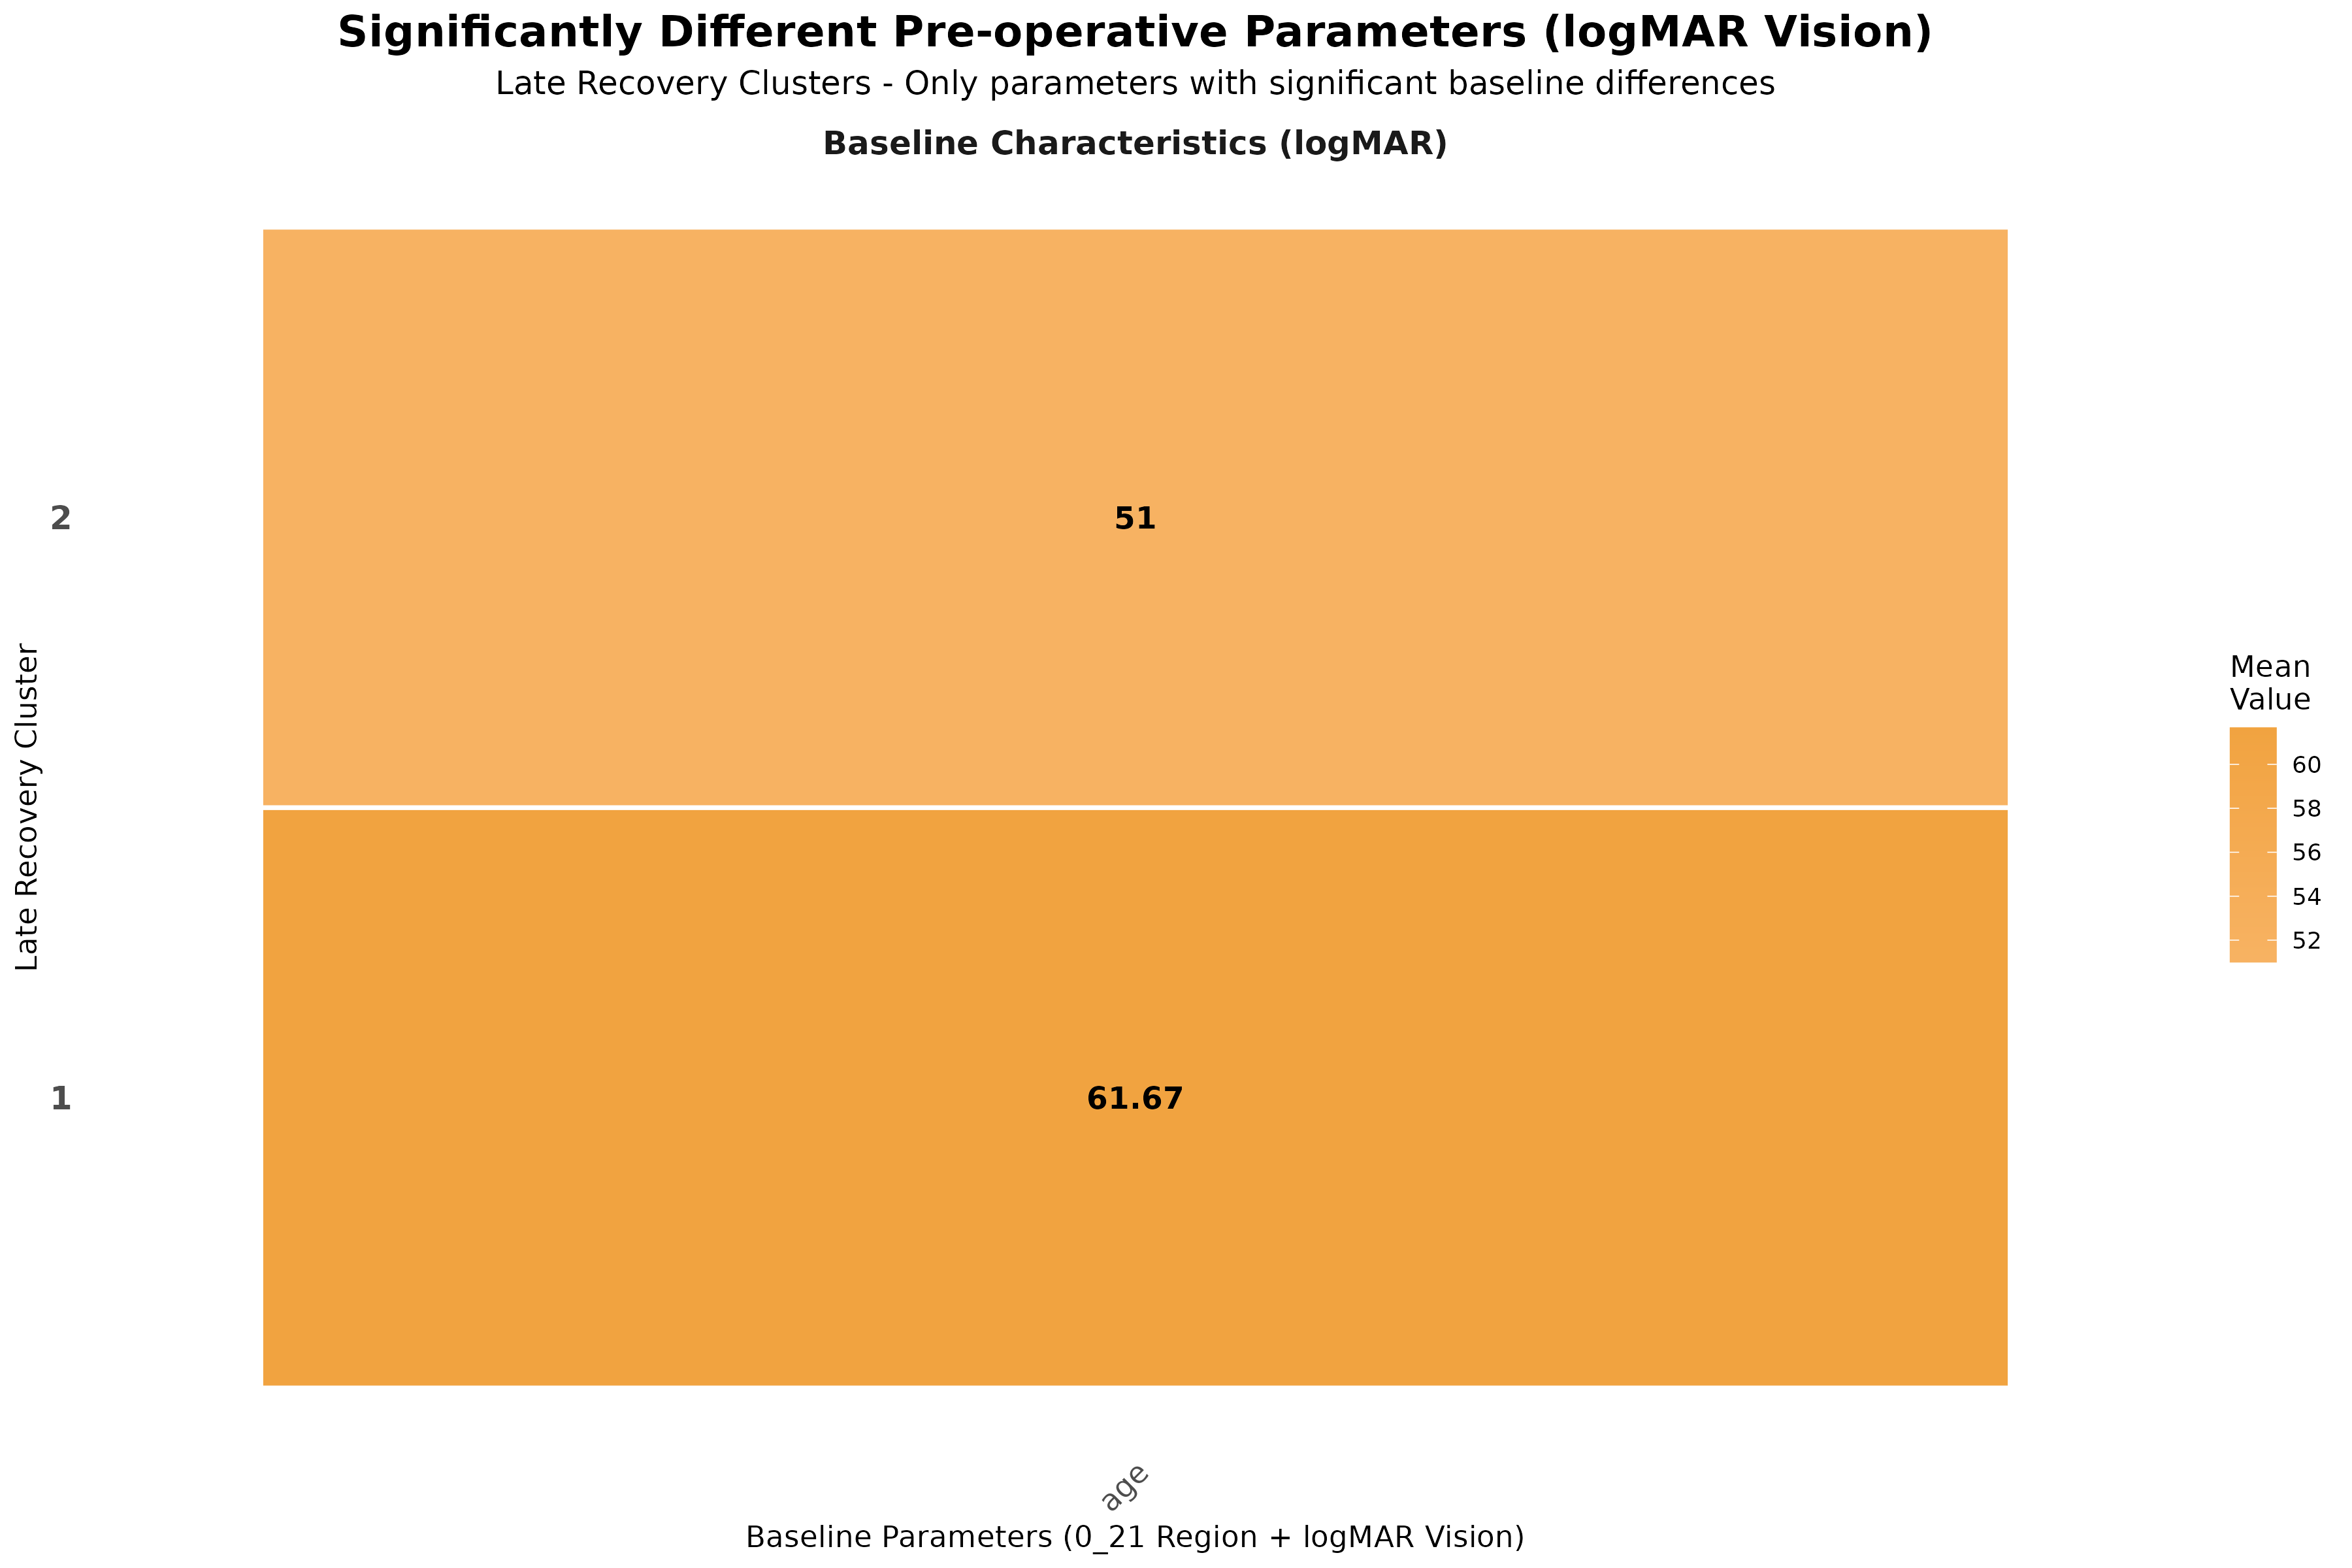 Significantly Different Pre-operative Parameters (logMAR Vision)
Late Recovery Clusters - Only parameters with significant baseline differences
Baseline Characteristics (logMAR)
Late Recovery Cluster
2
51
1
61.67
age
Baseline Parameters (0_21 Region + logMAR Vision)
Mean
Value
60
58
56
54
52